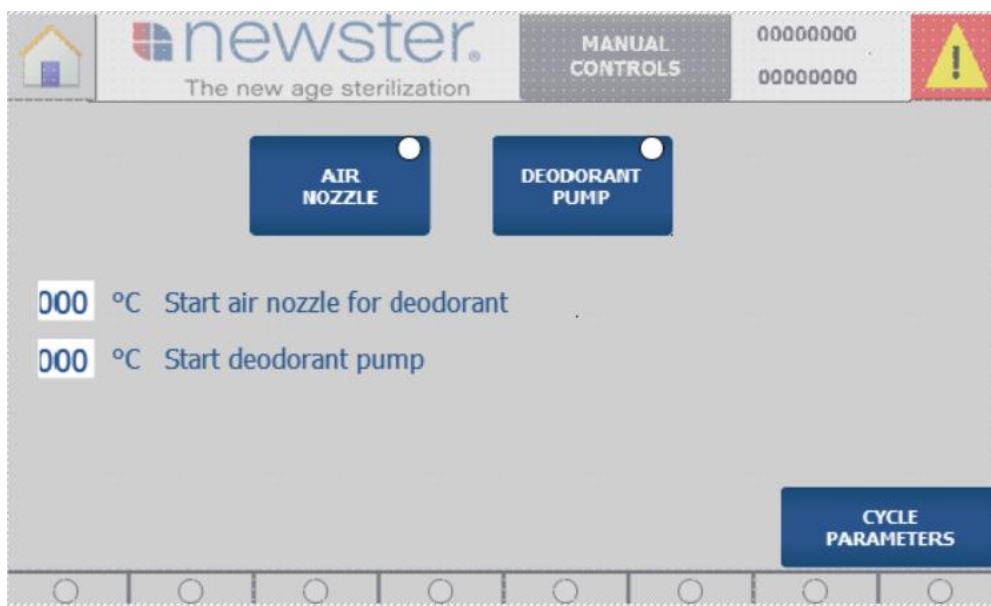 newster.
The new age sterilization
MANUAL
CONTROLS
00000000
00000000
!
AIR
NOZZLE
DEODORANT
PUMP
000 °C Start air nozzle for deodorant
000 °C Start deodorant pump
CYCLE
PARAMETERS